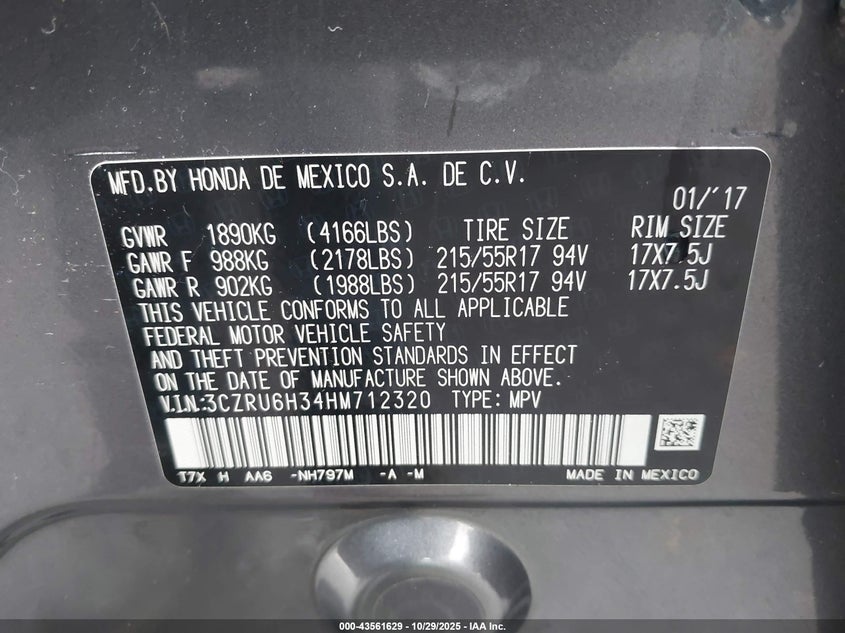 MFD.BY HONDA DE MEXICO S.A. DE C.V.
01/'17
GVWR 1890KG (4166LBS) TIRE SIZE RIM SIZE
GAWR F 988KG (2178LBS) 215/55R17 94V 17X7.5J
GAWR R 902KG (1988LBS) 215/55R17 94V 17X7.5J
THIS VEHICLE CONFORMS TO ALL APPLICABLE
FEDERAL MOTOR VEHICLE SAFETY
AND THEFT PREVENTION STANDARDS IN EFFECT
ON THE DATE OF MANUFACTURE SHOWN ABOVE.
V.I.N:3CZRU6H34HM712320 TYPE: MPV
T7X H AA6 -NH797M -A -M MADE IN MEXICO
000-43561629 - 10/29/2025 - IAA Inc.